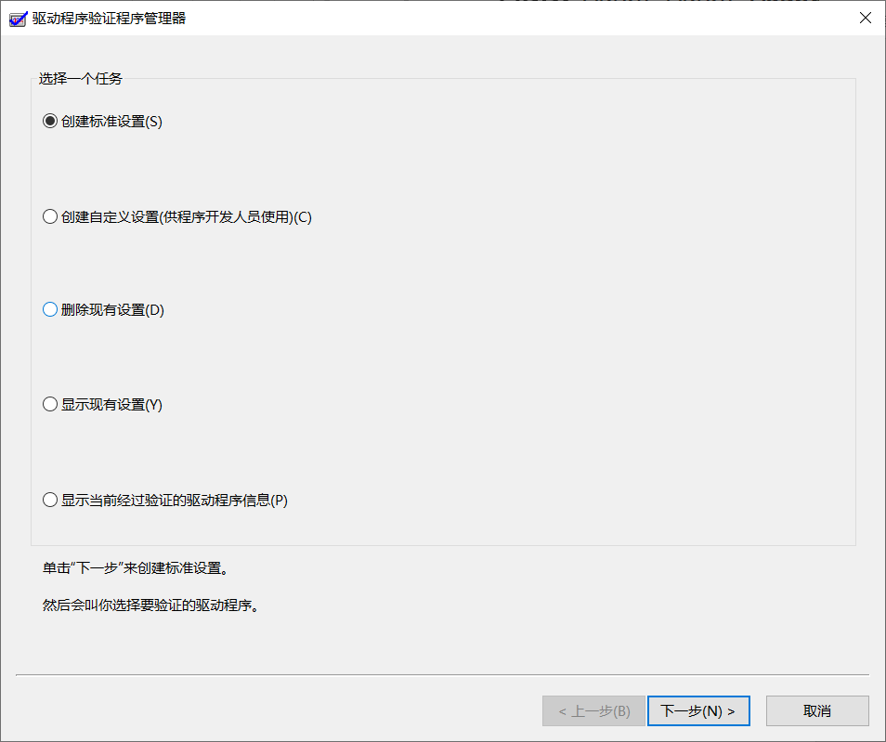 驱动程序验证程序管理器
选择一个任务
创建标准设置(S)
创建自定义设置(供程序开发人员使用)(C)
删除现有设置(D)
显示现有设置(Y)
显示当前经过验证的驱动程序信息(P)
单击"下一步"来创建标准设置。
然后会叫你选择要验证的驱动程序。
< 上一步(B) 下一步(N) > 取消